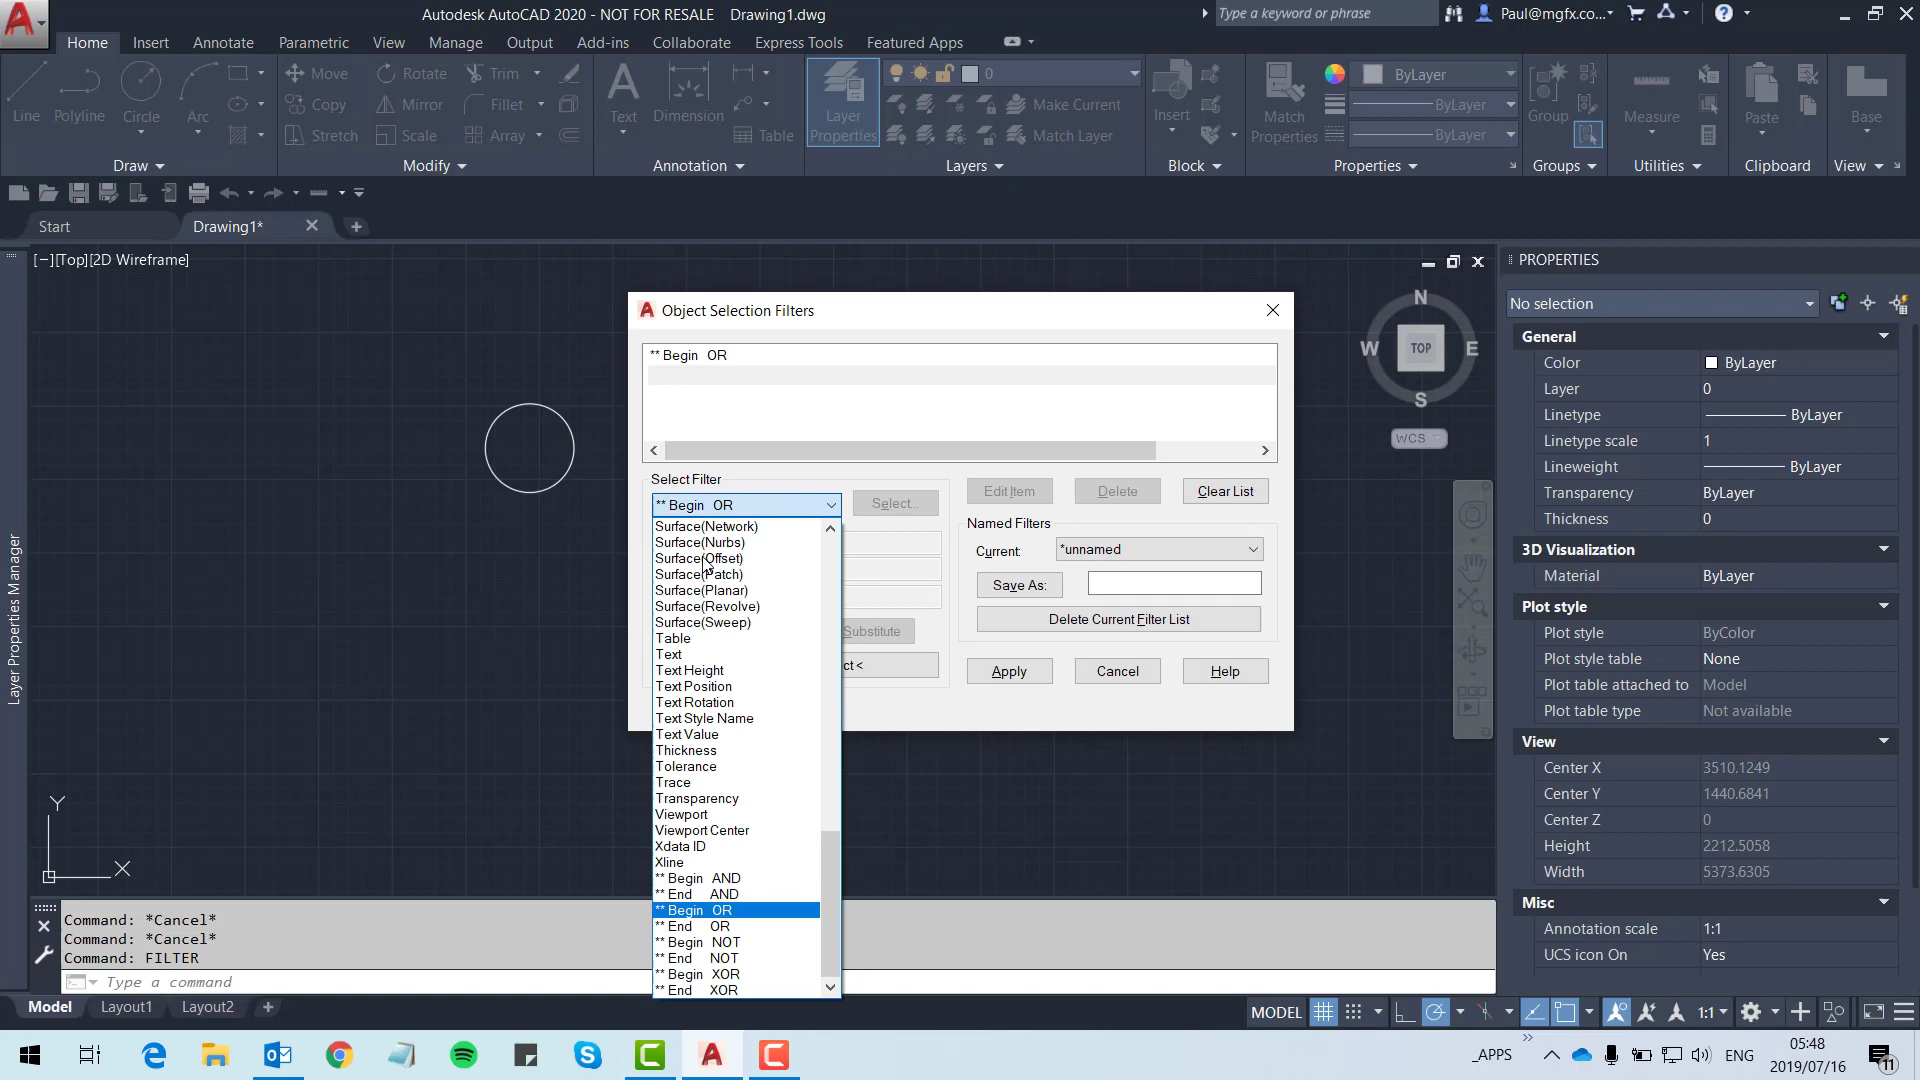 Autodesk AutoCAD 2020 - NOT FOR RESALE Drawing1.dwg
Type a keyword or phrase
Paul@mgfx.co...
Home Insert Annotate Parametric View Manage Output Add-ins Collaborate Express Tools Featured Apps
Line Polyline Circle Arc
Move Rotate Trim
Copy Mirror Fillet
Stretch Scale Array
Text Dimension Table
Layer Properties
0
Make Current
Match Layer
Insert
Match Properties
ByLayer
ByLayer
ByLayer
Group Measure Paste Base
Draw Modify Annotation Layers Block Properties Groups Utilities Clipboard View
Start Drawing1*
[−][Top][2D Wireframe]
Layer Properties Manager
N
W TOP E
S
WCS
Y
X
Object Selection Filters
** Begin OR
Select Filter
** Begin OR
Select...
Surface(Network)
Surface(Nurbs)
Surface(Offset)
Surface(Patch)
Surface(Planar)
Surface(Revolve)
Surface(Sweep)
Table
Text
Text Height
Text Position
Text Rotation
Text Style Name
Text Value
Thickness
Tolerance
Trace
Transparency
Viewport
Viewport Center
Xdata ID
Xline
** Begin AND
** End AND
** Begin OR
** End OR
** Begin NOT
** End NOT
** Begin XOR
** End XOR
Substitute
ct <
Edit Item Delete Clear List
Named Filters
Current: *unnamed
Save As:
Delete Current Filter List
Apply Cancel Help
PROPERTIES
No selection
General
Color ByLayer
Layer 0
Linetype ByLayer
Linetype scale 1
Lineweight ByLayer
Transparency ByLayer
Thickness 0
3D Visualization
Material ByLayer
Plot style
Plot style ByColor
Plot style table None
Plot table attached to Model
Plot table type Not available
View
Center X 3510.1249
Center Y 1440.6841
Center Z 0
Height 2212.5058
Width 5373.6305
Misc
Annotation scale 1:1
UCS icon On Yes
Command: *Cancel*
Command: *Cancel*
Command: FILTER
Type a command
Model Layout1 Layout2
MODEL 1:1
_APPS ENG
05:48
2019/07/16
11